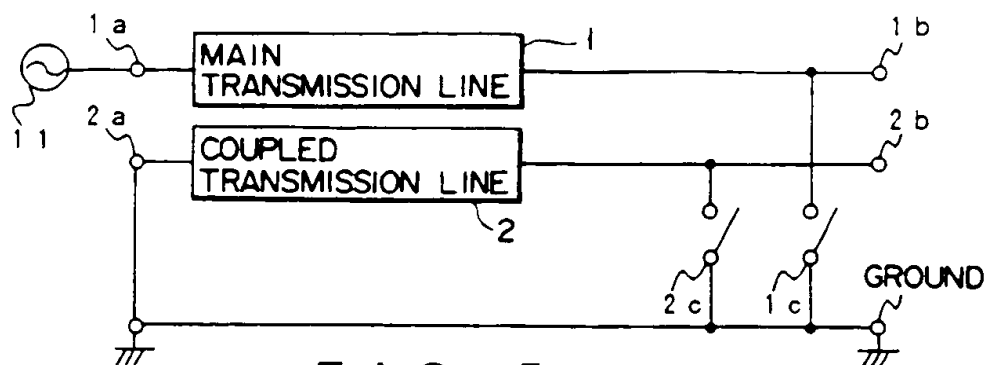 1 a
1
1 b
MAIN
TRANSMISSION LINE
1 1
2 a
2 b
COUPLED
TRANSMISSION LINE
2
2 c
1 c
GROUND